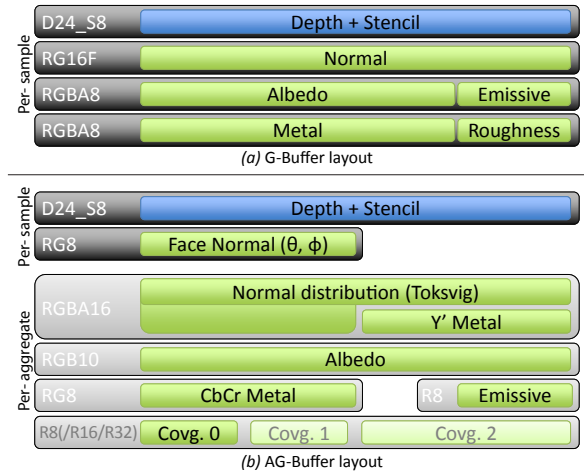 Per- sample
D24_S8 Depth + Stencil
RG16F Normal
RGBA8 Albedo Emissive
RGBA8 Metal Roughness
(a) G-Buffer layout
Per-sample
D24_S8 Depth + Stencil
RG8 Face Normal (θ, ϕ)
Per- aggregate
RGBA16 Normal distribution (Toksvig)
Y' Metal
RGB10 Albedo
RG8 CbCr Metal R8 Emissive
R8(/R16/R32) Covg. 0 Covg. 1 Covg. 2
(b) AG-Buffer layout